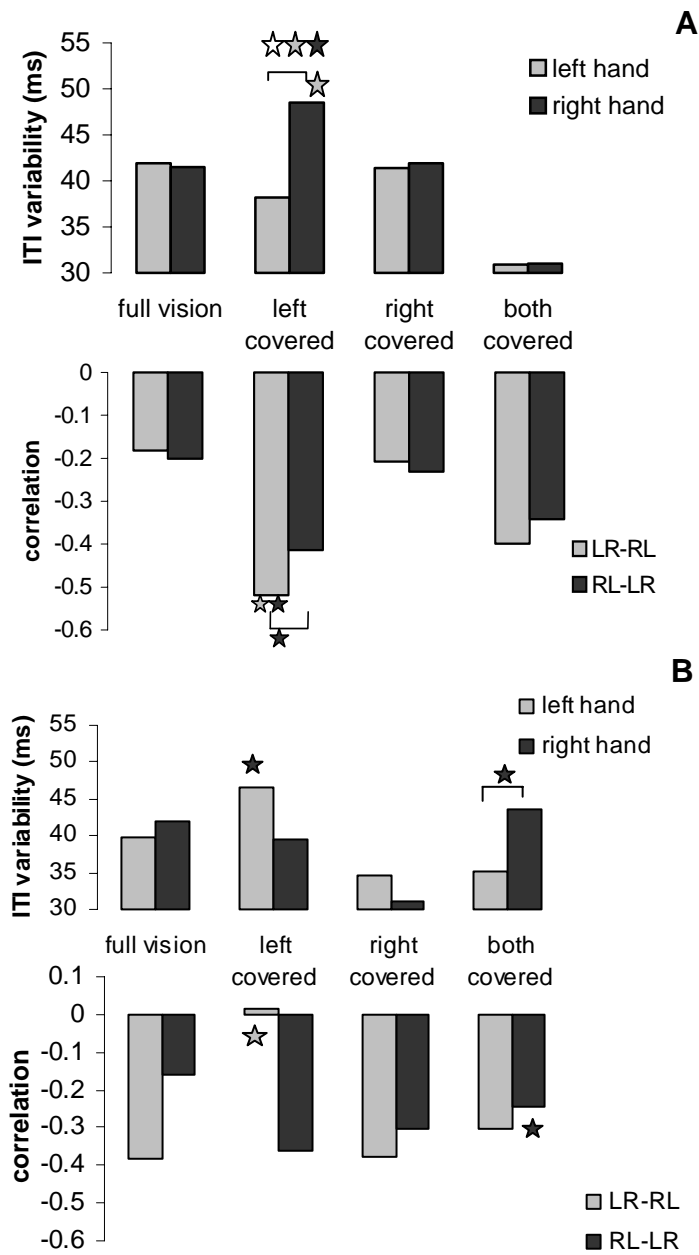 A
55
50
45
40
35
30
ITI variability (ms)
left hand
right hand
full vision
left covered
right covered
both covered
0
-0.1
-0.2
-0.3
-0.4
-0.5
-0.6
correlation
LR-RL
RL-LR
B
55
50
45
40
35
30
ITI variability (ms)
left hand
right hand
full vision
left covered
right covered
both covered
0.1
0
-0.1
-0.2
-0.3
-0.4
-0.5
-0.6
correlation
LR-RL
RL-LR